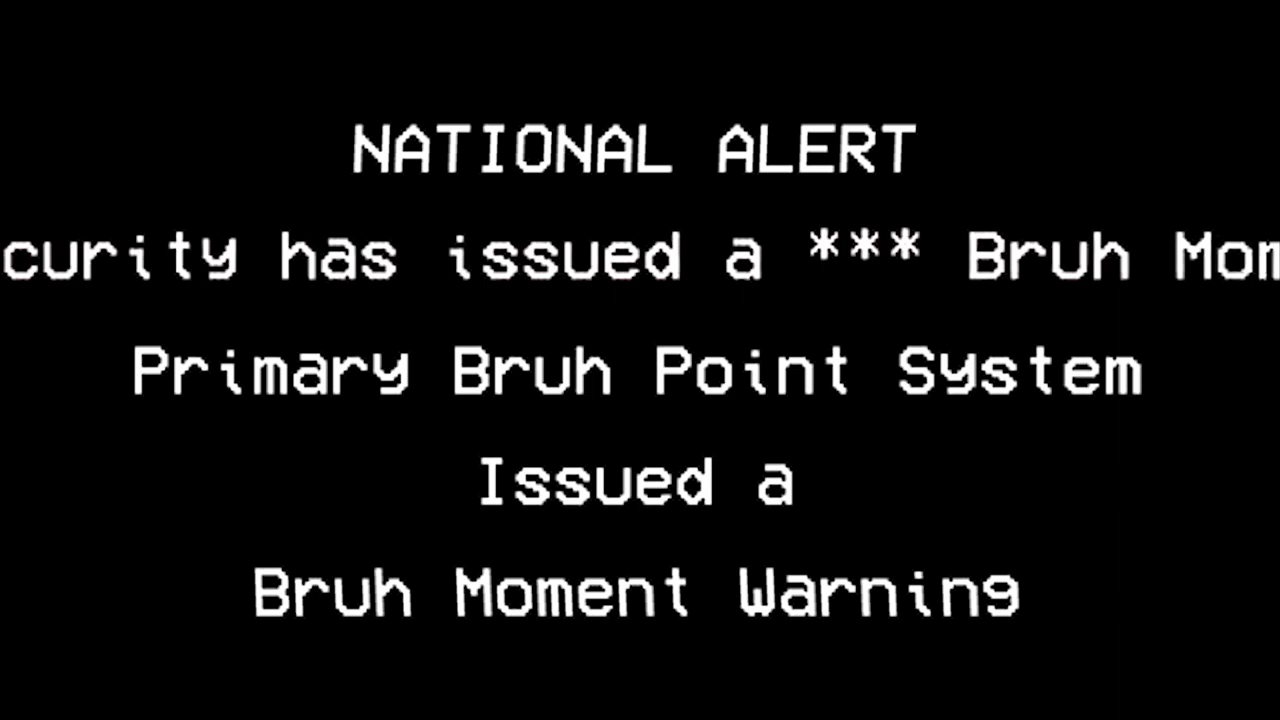 NATIONAL ALERT
curity has issued a *** Bruh Mom
Primary Bruh Point System
Issued a
Bruh Moment Warning